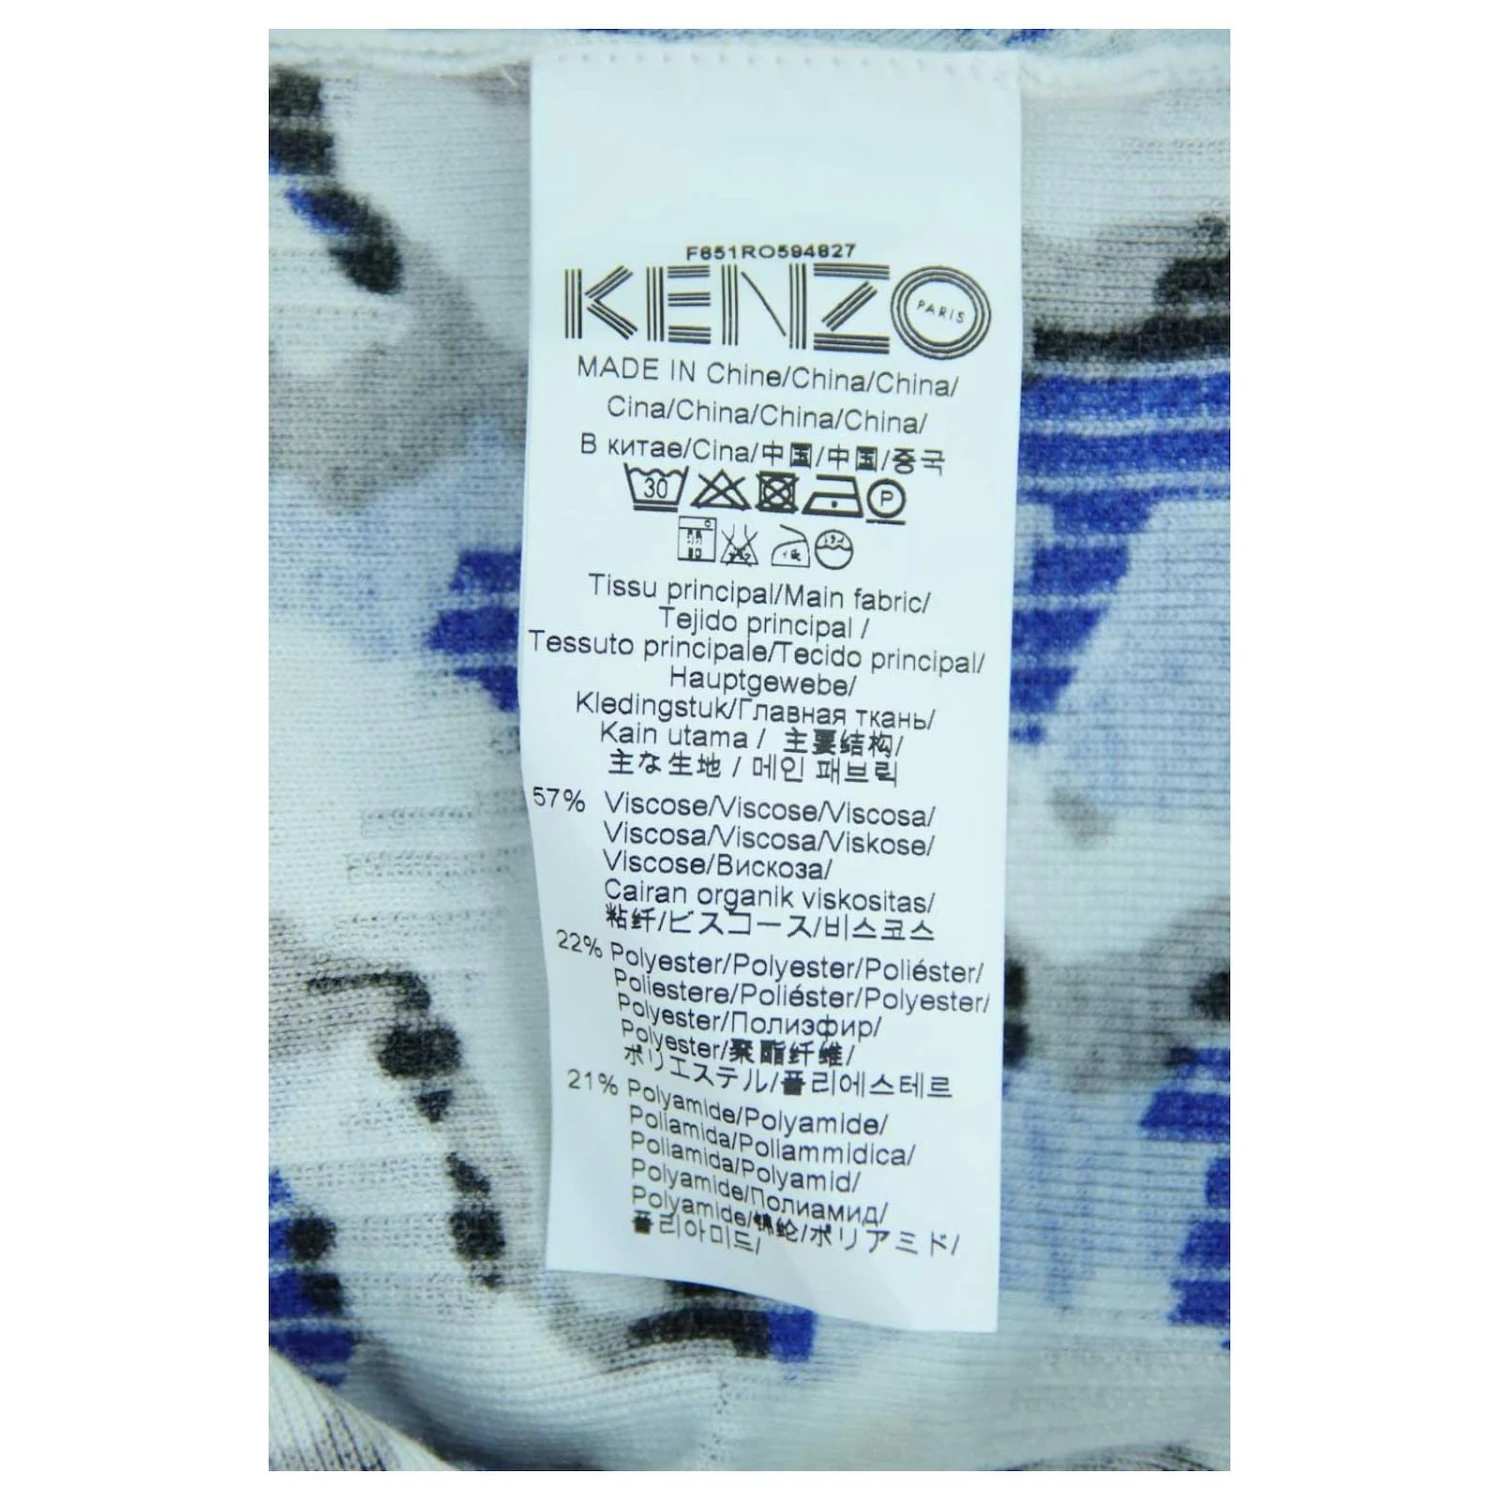 F651RO594827
KENZO
PARIS
MADE IN Chine/China/China/
Cina/China/China/China/
В китае/Cina/中国/中国/중국
30 P
Tissu principal/Main fabric/
Tejido principal /
Tessuto principale/Tecido principal/
Hauptgewebe/
Kledingstuk/Главная ткань/
Kain utama / 主要结构/
主な生地 / 메인 패브릭
57% Viscose/Viscose/Viscosa/
Viscosa/Viscosa/Viskose/
Viscose/Вискоза/
Cairan organik viskositas/
粘纤/ビスコース/비스코스
22% Polyester/Polyester/Poliéster/
Poliestere/Poliéster/Polyester/
Polyester/Полиэфир/
Polyester/聚酯纤维/
ポリエステル/폴리에스테르
21% Polyamide/Polyamide/
Poliamida/Poliammidica/
Poliamida/Polyamid/
Polyamide/Полиамид/
Polyamide/锦纶/ポリアミド/
폴리아미드/